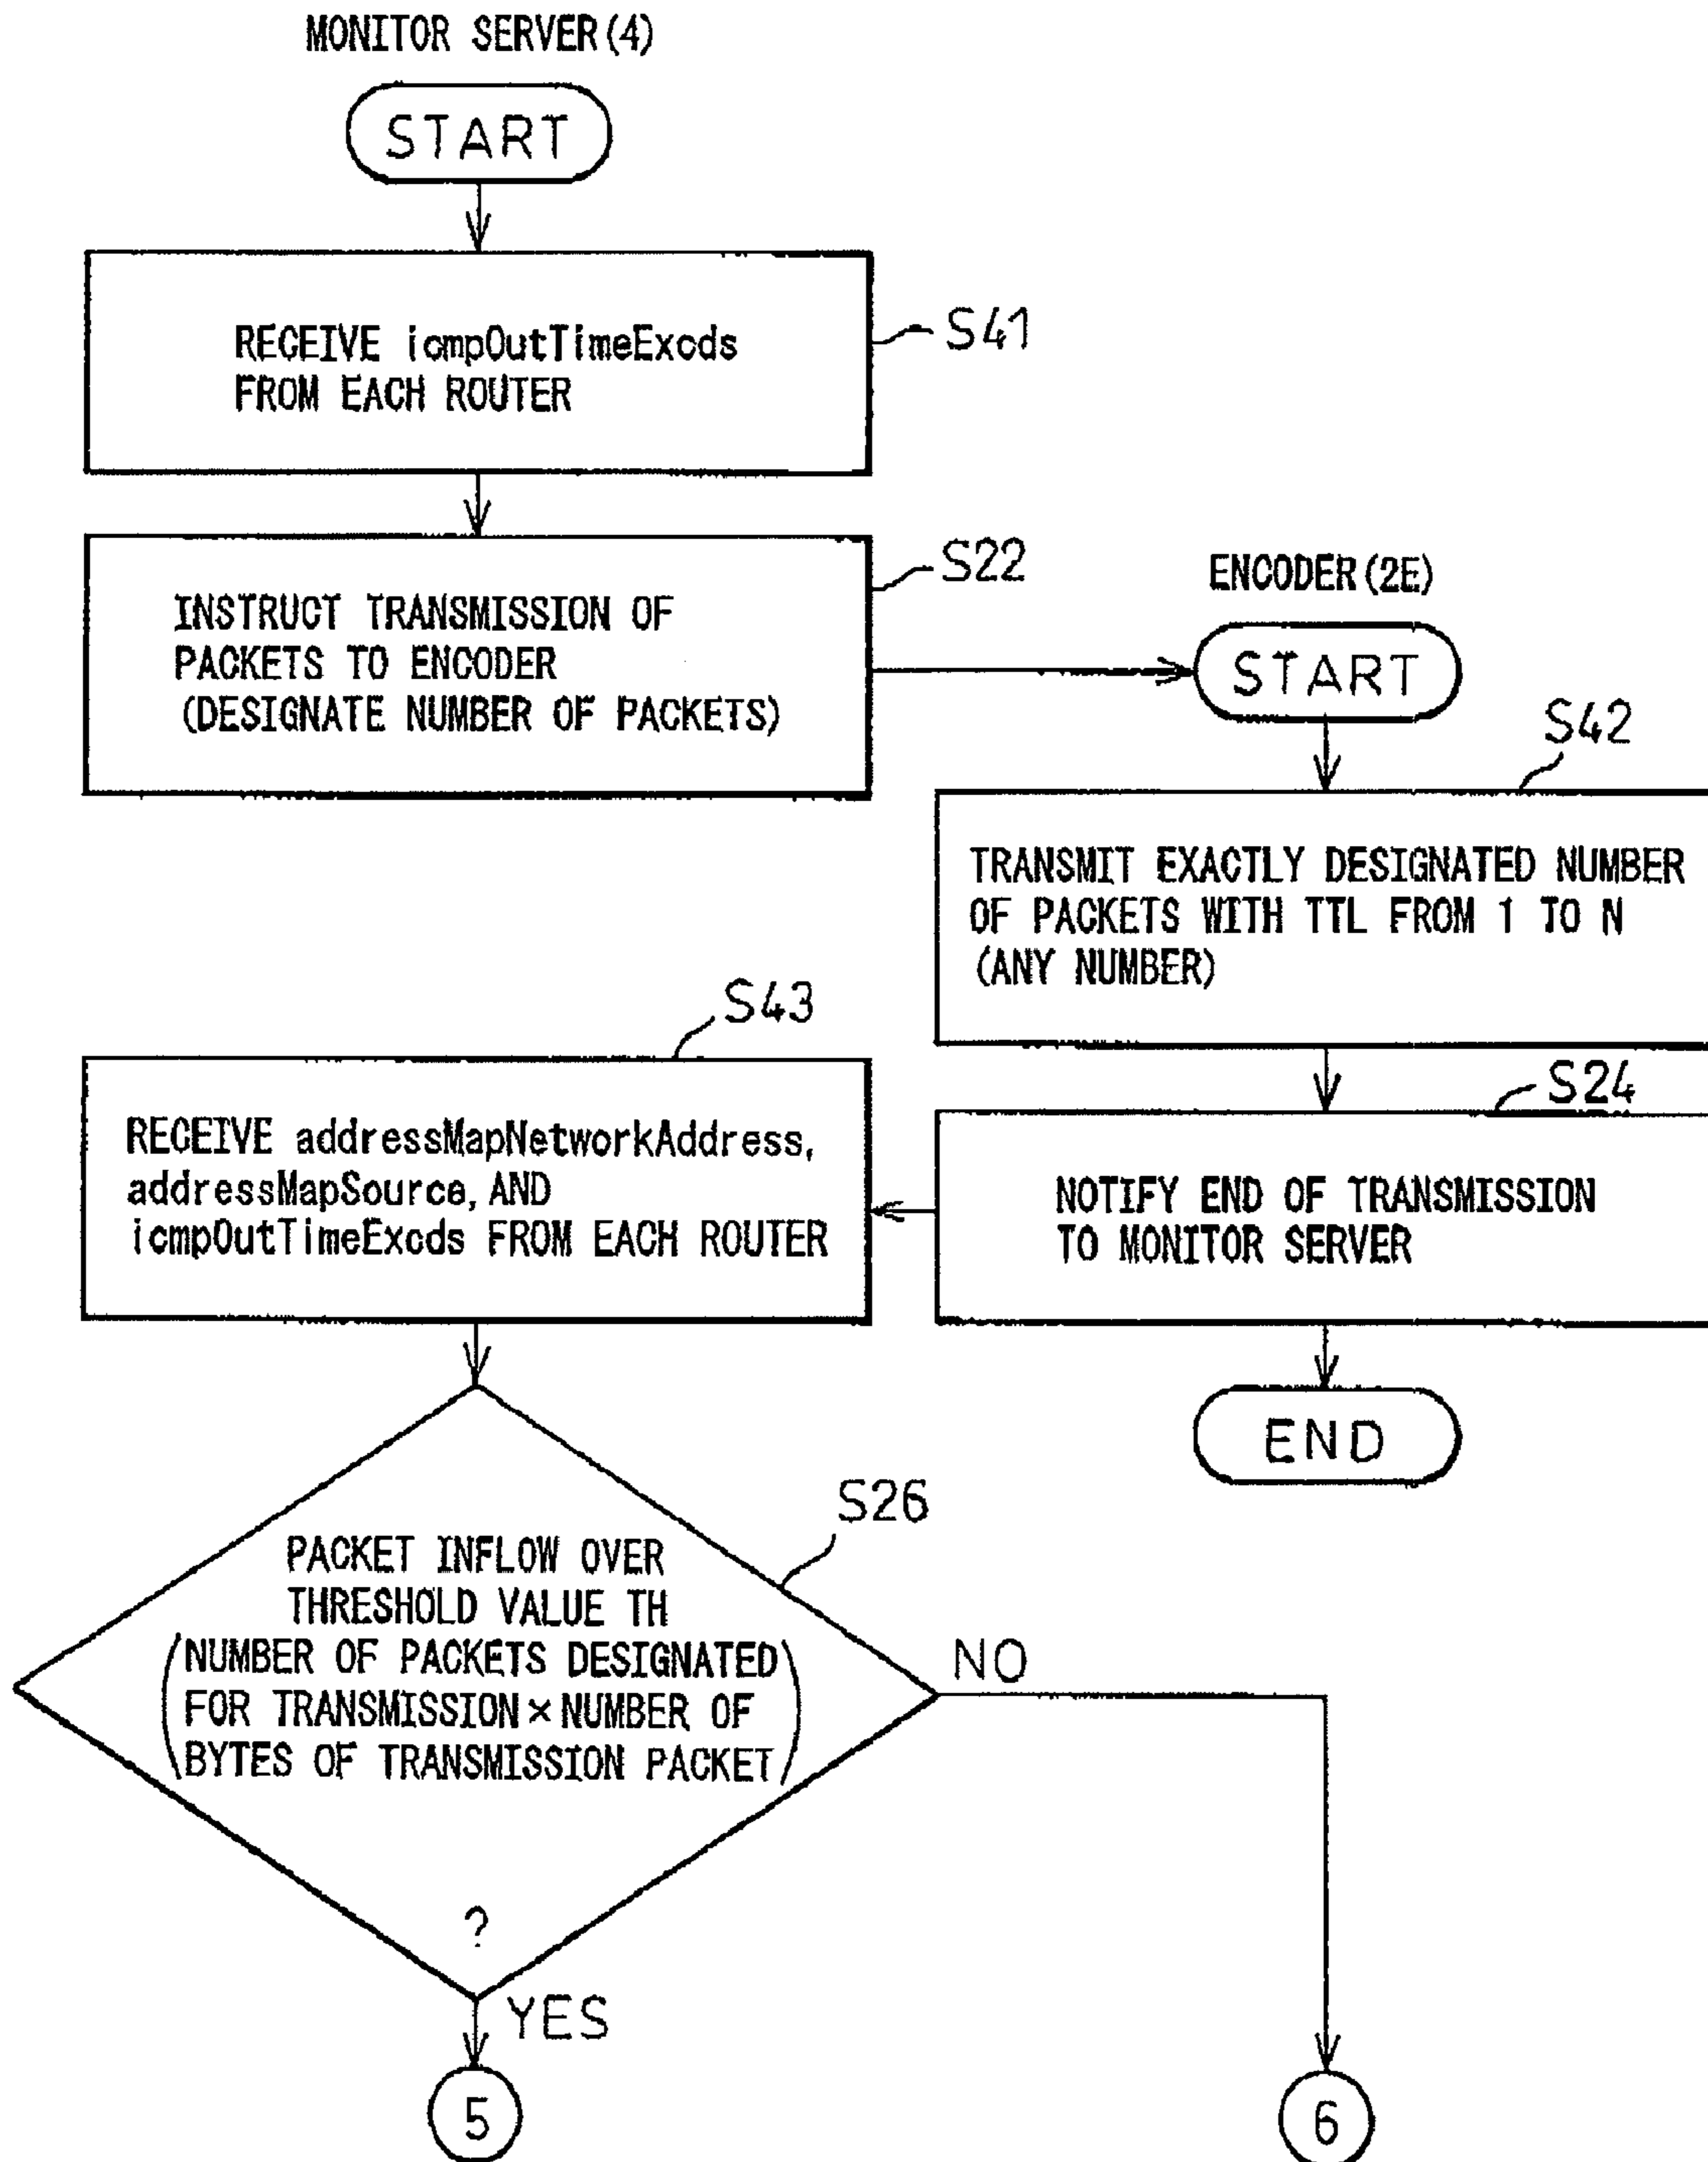 MONITOR SERVER(4)
START
RECEIVE icmpOutTimeExcds
FROM EACH ROUTER
S41
INSTRUCT TRANSMISSION OF
PACKETS TO ENCODER
(DESIGNATE NUMBER OF PACKETS)
S22
ENCODER(2E)
START
S42
TRANSMIT EXACTLY DESIGNATED NUMBER
OF PACKETS WITH TTL FROM 1 TO N
(ANY NUMBER)
S43
RECEIVE addressMapNetworkAddress,
addressMapSource, AND
icmpOutTimeExcds FROM EACH ROUTER
S24
NOTIFY END OF TRANSMISSION
TO MONITOR SERVER
END
S26
PACKET INFLOW OVER
THRESHOLD VALUE TH
(NUMBER OF PACKETS DESIGNATED
FOR TRANSMISSION×NUMBER OF
BYTES OF TRANSMISSION PACKET)
?
NO
YES
5
6